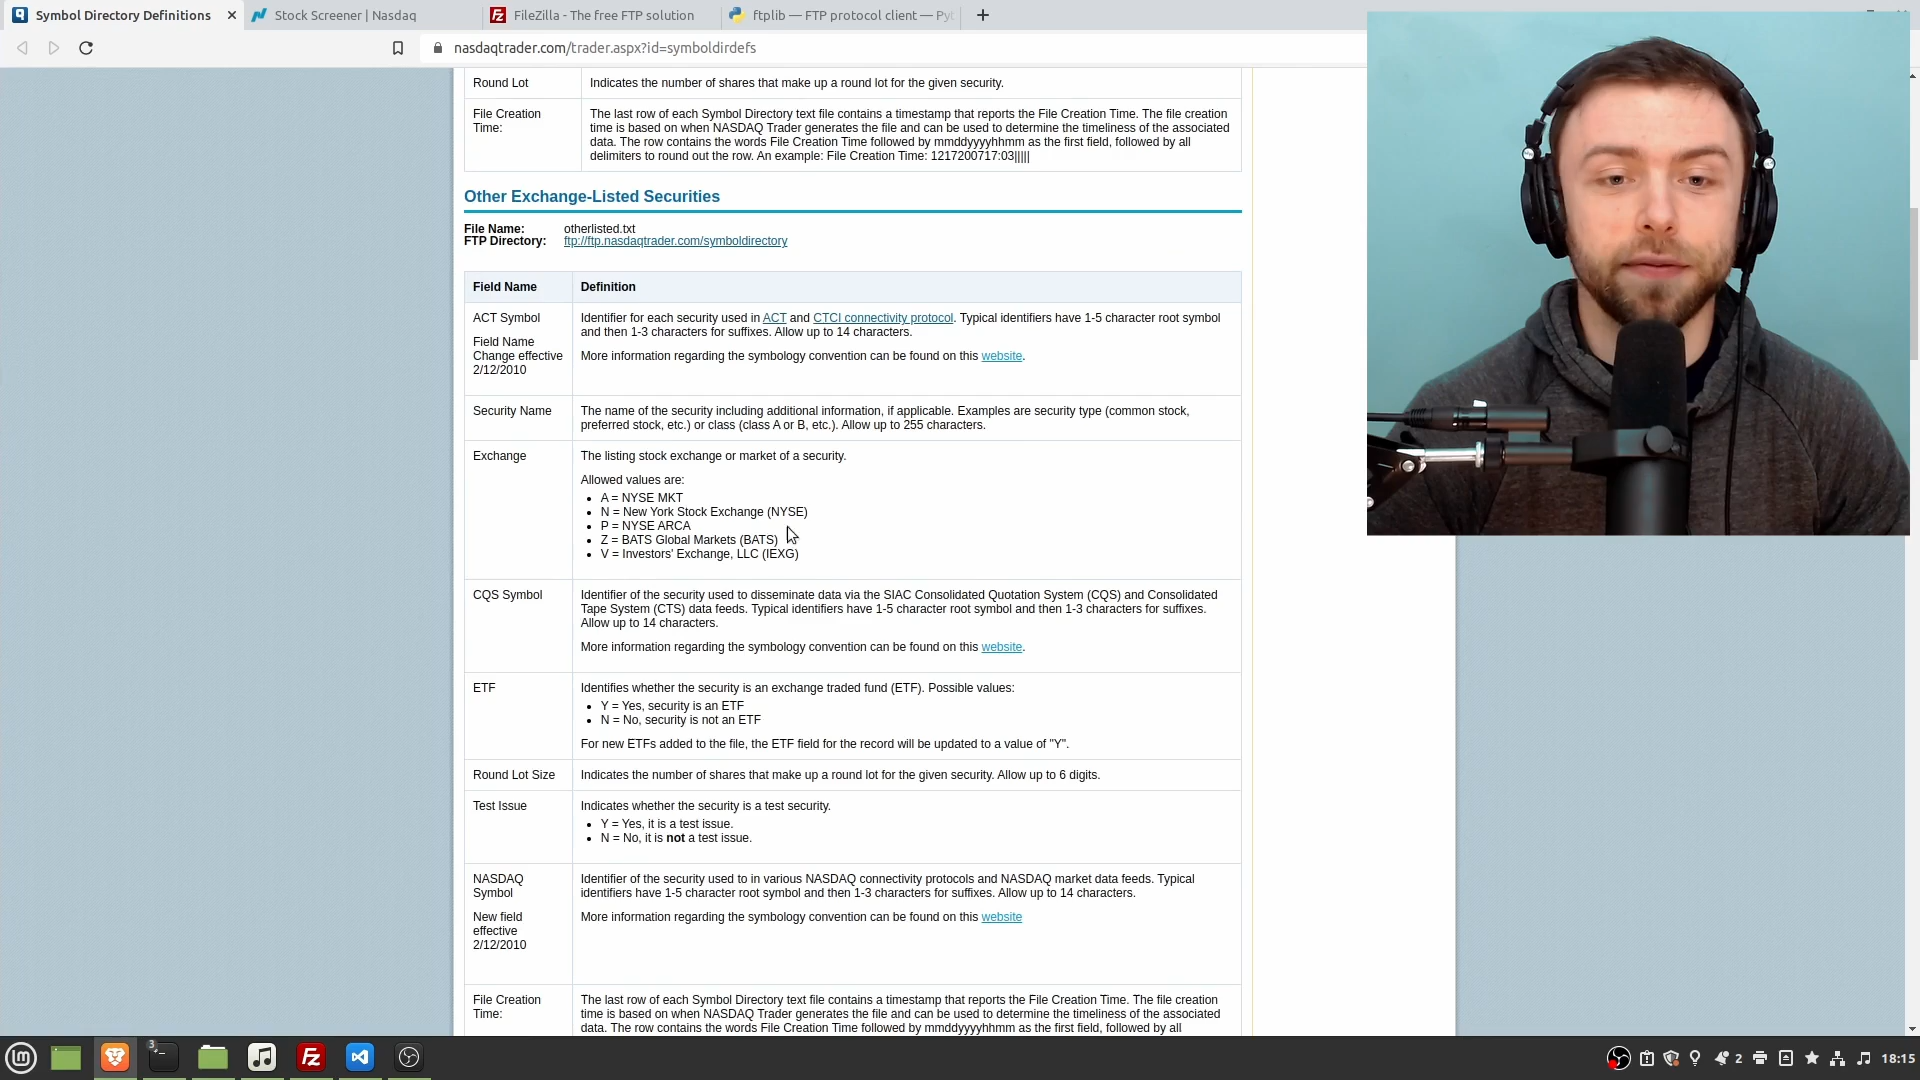 Symbol Directory Definitions
Stock Screener | Nasdaq
FileZilla - The free FTP solution
ftplib — FTP protocol client — Pyt
nasdaqtrader.com/trader.aspx?id=symboldirdefs
Round Lot
Indicates the number of shares that make up a round lot for the given security.
File Creation
Time:
The last row of each Symbol Directory text file contains a timestamp that reports the File Creation Time. The file creation
time is based on when NASDAQ Trader generates the file and can be used to determine the timeliness of the associated
data. The row contains the words File Creation Time followed by mmddyyyyhhmm as the first field, followed by all
delimiters to round out the row. An example: File Creation Time: 1217200717:03|||||
Other Exchange-Listed Securities
File Name: otherlisted.txt
FTP Directory: ftp://ftp.nasdaqtrader.com/symboldirectory
Field Name
Definition
ACT Symbol
Field Name
Change effective
2/12/2010
Identifier for each security used in ACT and CTCI connectivity protocol. Typical identifiers have 1-5 character root symbol
and then 1-3 characters for suffixes. Allow up to 14 characters.
More information regarding the symbology convention can be found on this website.
Security Name
The name of the security including additional information, if applicable. Examples are security type (common stock,
preferred stock, etc.) or class (class A or B, etc.). Allow up to 255 characters.
Exchange
The listing stock exchange or market of a security.
Allowed values are:
A = NYSE MKT
N = New York Stock Exchange (NYSE)
P = NYSE ARCA
Z = BATS Global Markets (BATS)
V = Investors' Exchange, LLC (IEXG)
CQS Symbol
Identifier of the security used to disseminate data via the SIAC Consolidated Quotation System (CQS) and Consolidated
Tape System (CTS) data feeds. Typical identifiers have 1-5 character root symbol and then 1-3 characters for suffixes.
Allow up to 14 characters.
More information regarding the symbology convention can be found on this website.
ETF
Identifies whether the security is an exchange traded fund (ETF). Possible values:
Y = Yes, security is an ETF
N = No, security is not an ETF
For new ETFs added to the file, the ETF field for the record will be updated to a value of "Y".
Round Lot Size
Indicates the number of shares that make up a round lot for the given security. Allow up to 6 digits.
Test Issue
Indicates whether the security is a test security.
Y = Yes, it is a test issue.
N = No, it is not a test issue.
NASDAQ
Symbol
New field
effective
2/12/2010
Identifier of the security used to in various NASDAQ connectivity protocols and NASDAQ market data feeds. Typical
identifiers have 1-5 character root symbol and then 1-3 characters for suffixes. Allow up to 14 characters.
More information regarding the symbology convention can be found on this website
File Creation
Time:
The last row of each Symbol Directory text file contains a timestamp that reports the File Creation Time. The file creation
time is based on when NASDAQ Trader generates the file and can be used to determine the timeliness of the associated
data. The row contains the words File Creation Time followed by mmddyyyyhhmm as the first field, followed by all
3
2
18:15